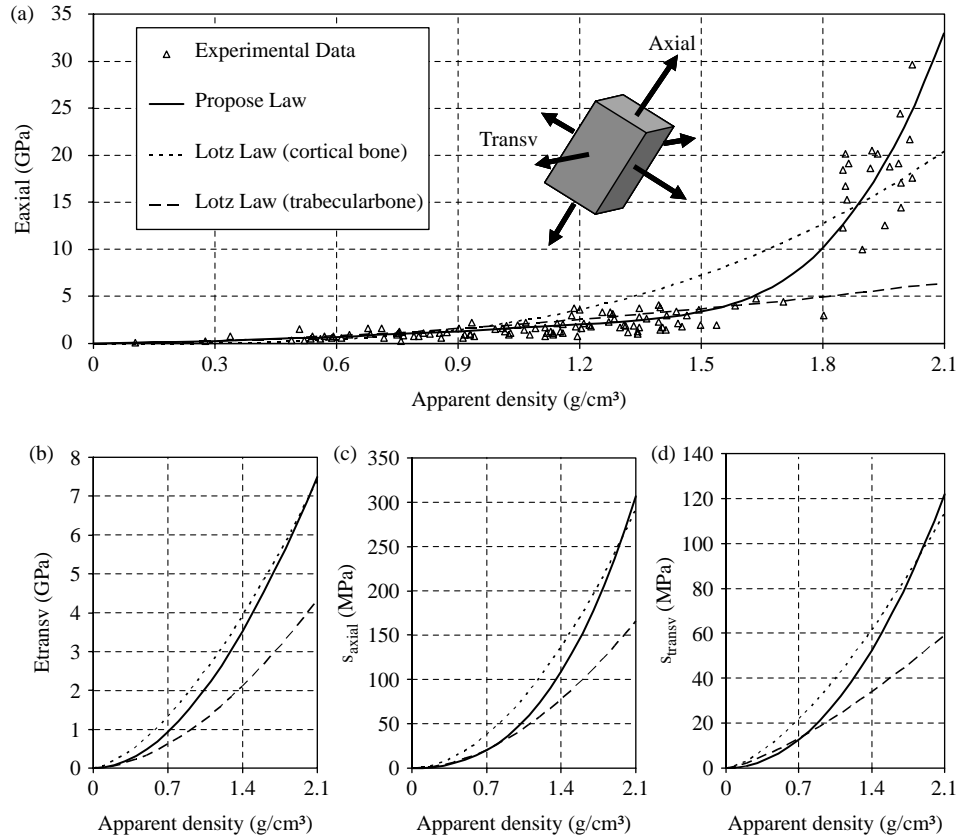 (a)
35
30
25
20
15
10
5
0
Eaxial (GPa)
Experimental Data
Propose Law
Lotz Law (cortical bone)
Lotz Law (trabecularbone)
Axial
Transv
0 0.3 0.6 0.9 1.2 1.5 1.8 2.1
Apparent density (g/cm³)
(b)
8
7
6
5
4
3
2
1
0
Etransv (GPa)
0 0.7 1.4 2.1
Apparent density (g/cm³)
(c)
350
300
250
200
150
100
50
0
s axial (MPa)
0 0.7 1.4 2.1
Apparent density (g/cm³)
(d)
140
120
100
80
60
40
20
0
s transv (MPa)
0 0.7 1.4 2.1
Apparent density (g/cm³)